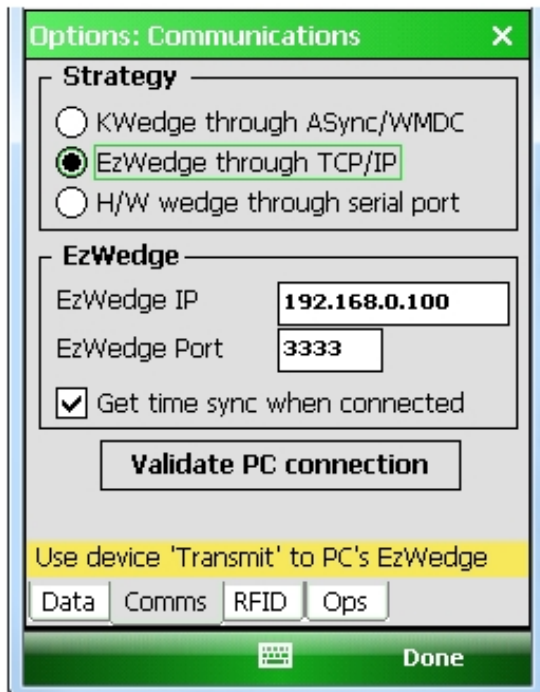 Options: Communications
Strategy
KWedge through ASync/WMDC
EzWedge through TCP/IP
H/W wedge through serial port
EzWedge
EzWedge IP 192.168.0.100
EzWedge Port 3333
Get time sync when connected
Validate PC connection
Use device 'Transmit' to PC's EzWedge
Data Comms RFID Ops
Done